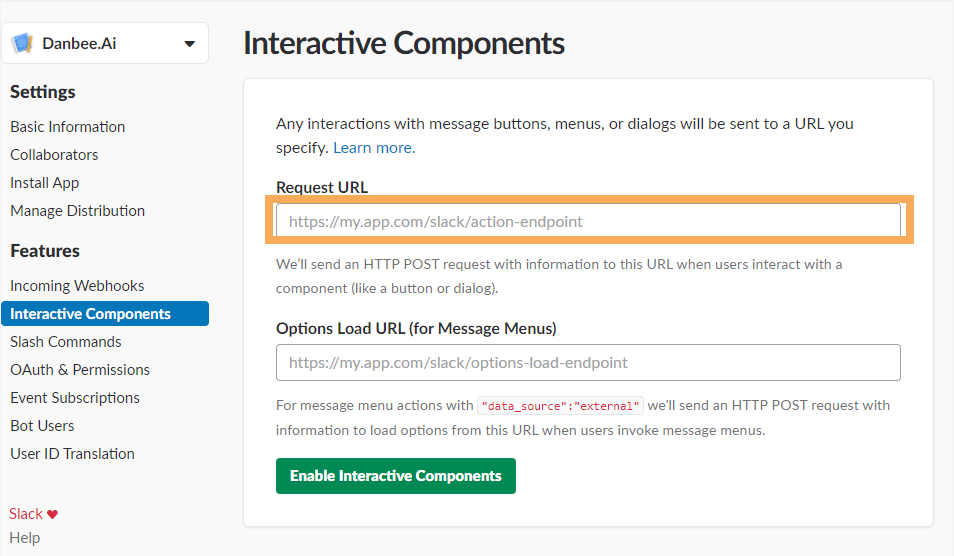 Danbee.Ai
Settings
Basic Information
Collaborators
Install App
Manage Distribution
Features
Incoming Webhooks
Interactive Components
Slash Commands
OAuth & Permissions
Event Subscriptions
Bot Users
User ID Translation
Slack ❤
Help
Interactive Components
Any interactions with message buttons, menus, or dialogs will be sent to a URL you
specify. Learn more.
Request URL
https://my.app.com/slack/action-endpoint
We'll send an HTTP POST request with information to this URL when users interact with a
component (like a button or dialog).
Options Load URL (for Message Menus)
https://my.app.com/slack/options-load-endpoint
For message menu actions with "data_source":"external" we'll send an HTTP POST request with
information to load options from this URL when users invoke message menus.
Enable Interactive Components